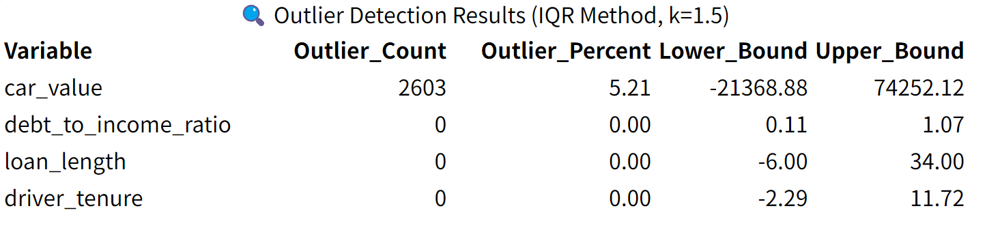 🔍 Outlier Detection Results (IQR Method, k=1.5)
Variable Outlier_Count Outlier_Percent Lower_Bound Upper_Bound
car_value 2603 5.21 -21368.88 74252.12
debt_to_income_ratio 0 0.00 0.11 1.07
loan_length 0 0.00 -6.00 34.00
driver_tenure 0 0.00 -2.29 11.72